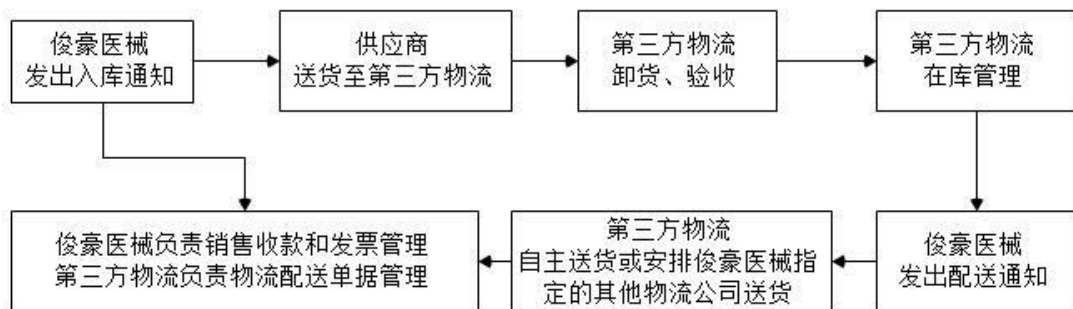 俊豪医械
发出入库通知
供应商
送货至第三方物流
第三方物流
卸货、验收
第三方物流
在库管理
俊豪医械负责销售收款和发票管理
第三方物流负责物流配送单据管理
第三方物流
自主送货或安排俊豪医械指
定的其他物流公司送货
俊豪医械
发出配送通知